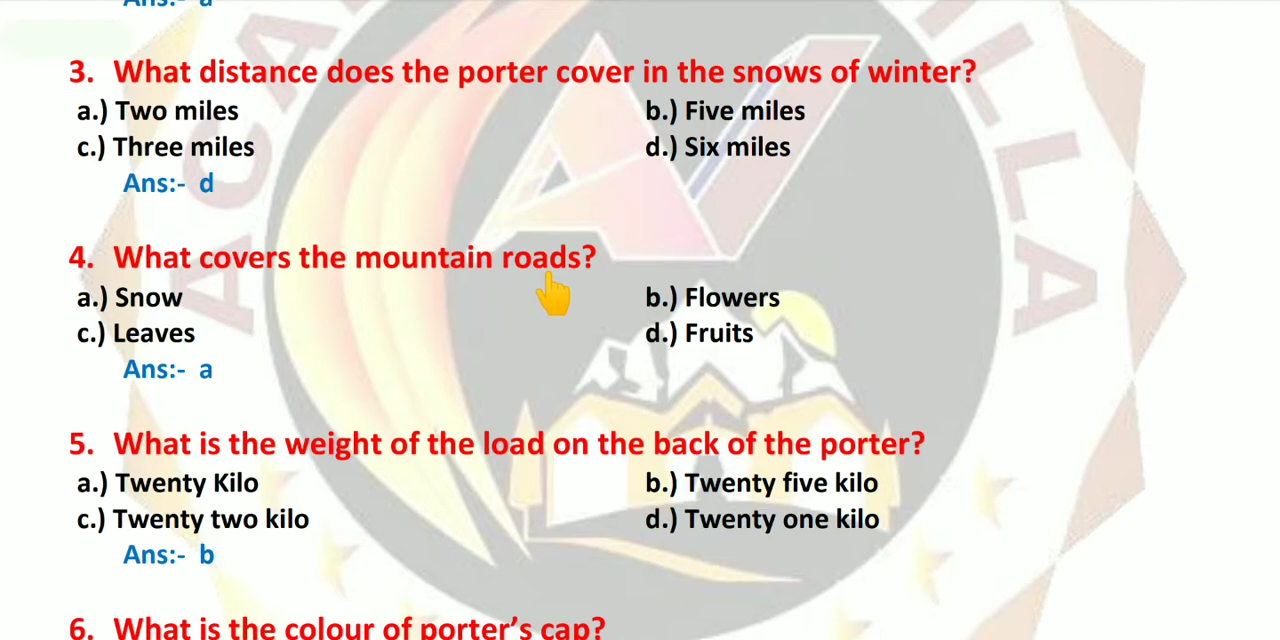 Ans:- a
3. What distance does the porter cover in the snows of winter?
a.) Two miles b.) Five miles
c.) Three miles d.) Six miles
Ans:- d
4. What covers the mountain roads?
a.) Snow b.) Flowers
c.) Leaves d.) Fruits
Ans:- a
5. What is the weight of the load on the back of the porter?
a.) Twenty Kilo b.) Twenty five kilo
c.) Twenty two kilo d.) Twenty one kilo
Ans:- b
6. What is the colour of porter's cap?